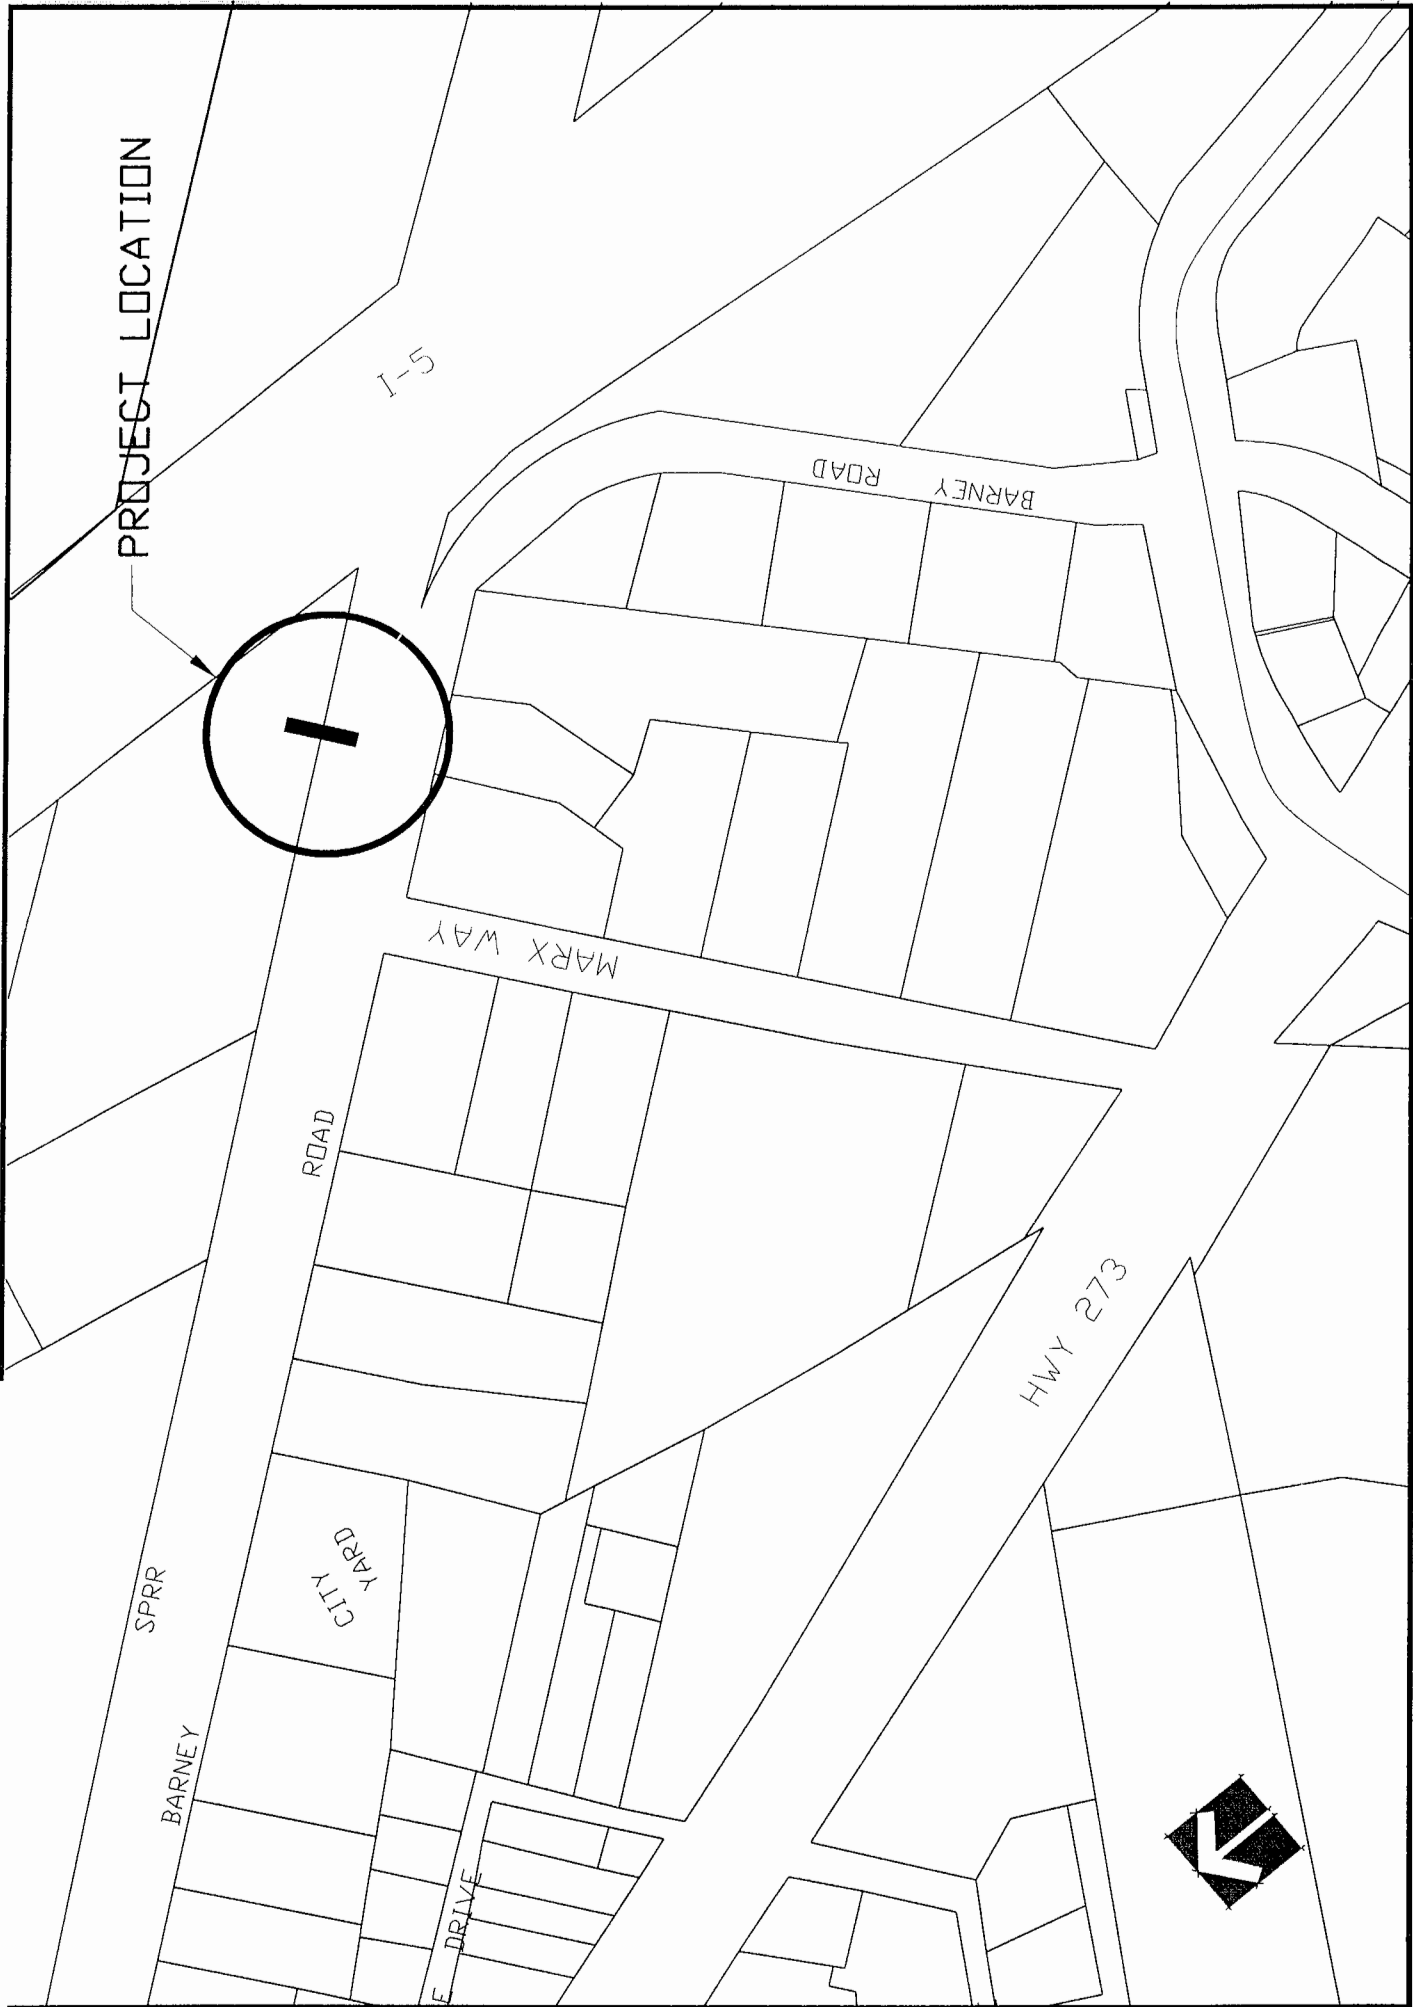 PROJECT LOCATION
I-5
BARNEY ROAD
MARX WAY
ROAD
HWY 273
CITY
YARD
SPRR
BARNEY
E DRIVE